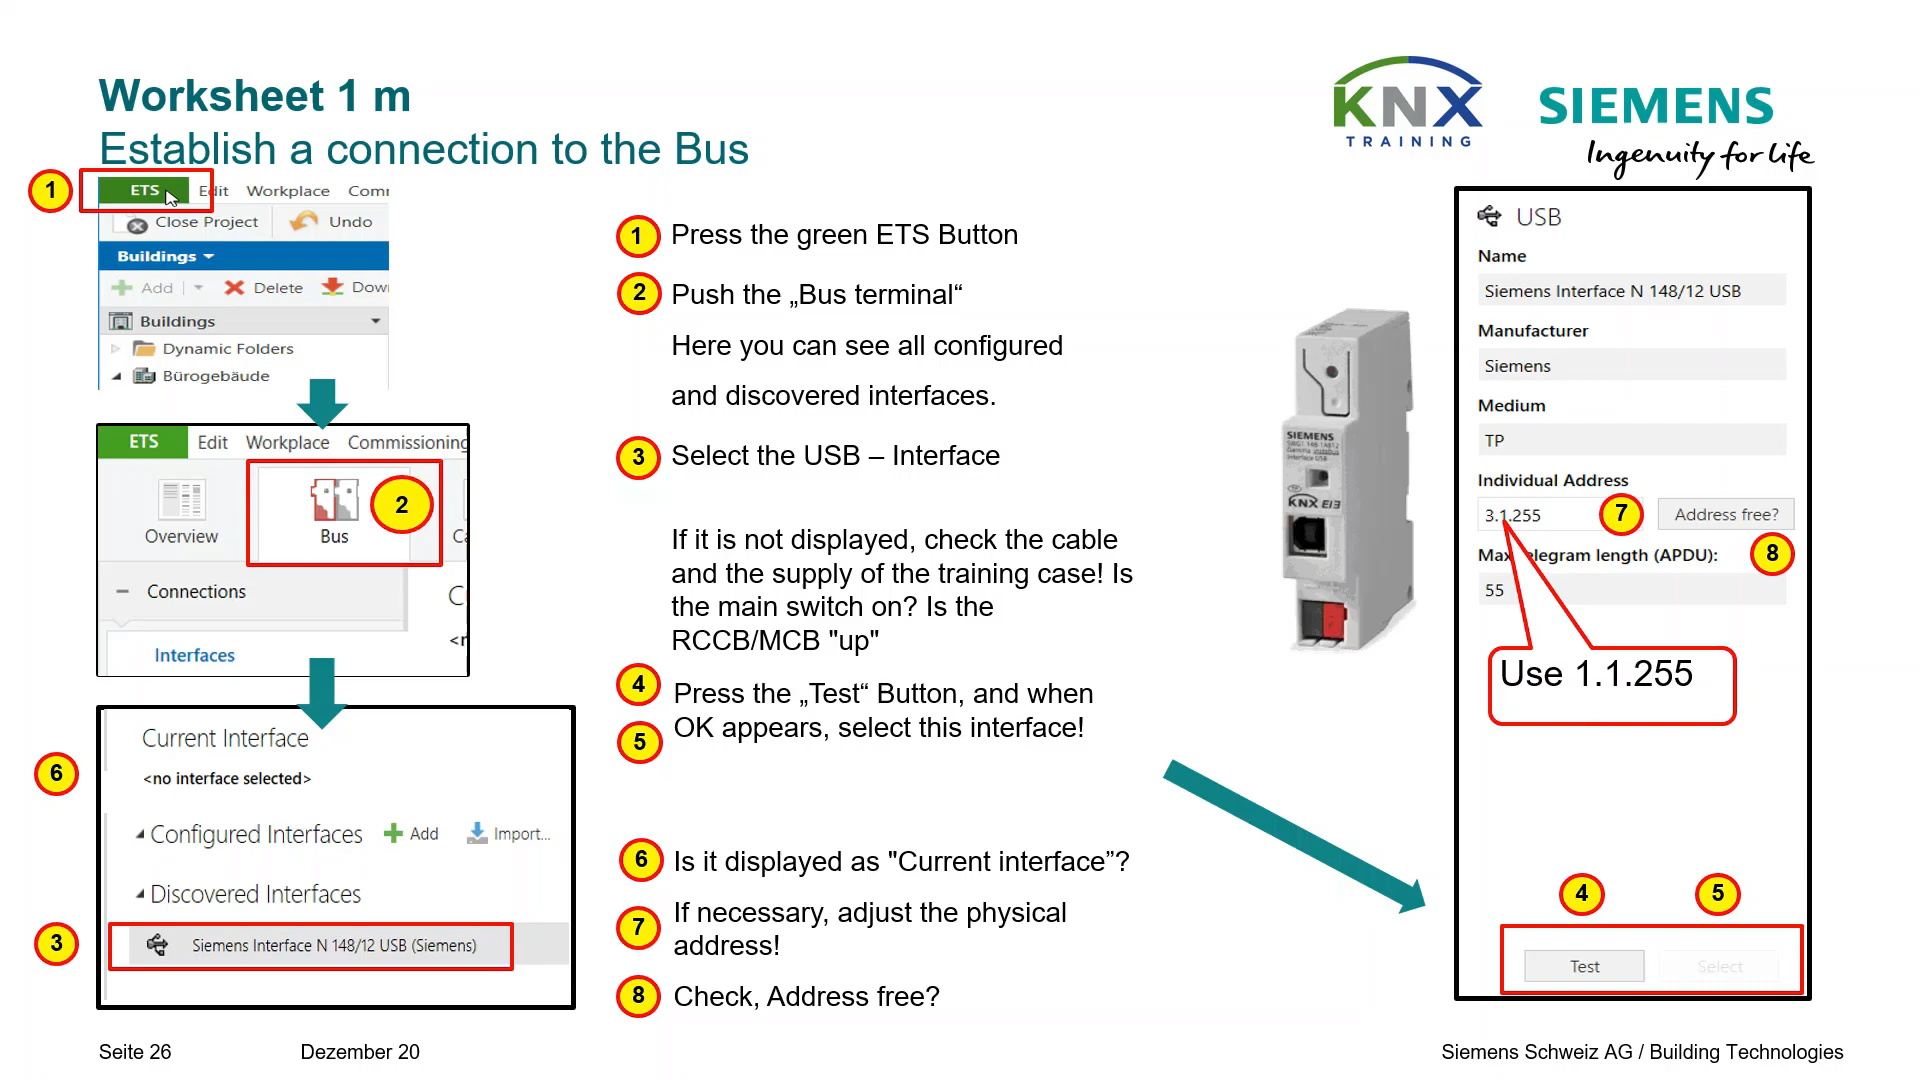 Worksheet 1 m
Establish a connection to the Bus
KNX
TRAINING
SIEMENS
Ingenuity for life
1
ETS Edit Workplace Comm
Close Project Undo
Buildings
Add Delete Dow
Buildings
Dynamic Folders
Bürogebäude
ETS Edit Workplace Commissioning
Overview
Bus
2
Connections
Interfaces
6
Current Interface
<no interface selected>
Configured Interfaces Add Import...
Discovered Interfaces
3
Siemens Interface N 148/12 USB (Siemens)
1 Press the green ETS Button
2 Push the „Bus terminal“
Here you can see all configured
and discovered interfaces.
3 Select the USB – Interface
If it is not displayed, check the cable
and the supply of the training case! Is
the main switch on? Is the
RCCB/MCB "up"
4 Press the „Test“ Button, and when
5 OK appears, select this interface!
6 Is it displayed as "Current interface”?
7 If necessary, adjust the physical
address!
8 Check, Address free?
SIEMENS
KNX EIB
USB
Name
Siemens Interface N 148/12 USB
Manufacturer
Siemens
Medium
TP
Individual Address
3.1.255 7 Address free?
Max telegram length (APDU): 8
55
Use 1.1.255
4 5
Test Select
Seite 26
Dezember 20
Siemens Schweiz AG / Building Technologies